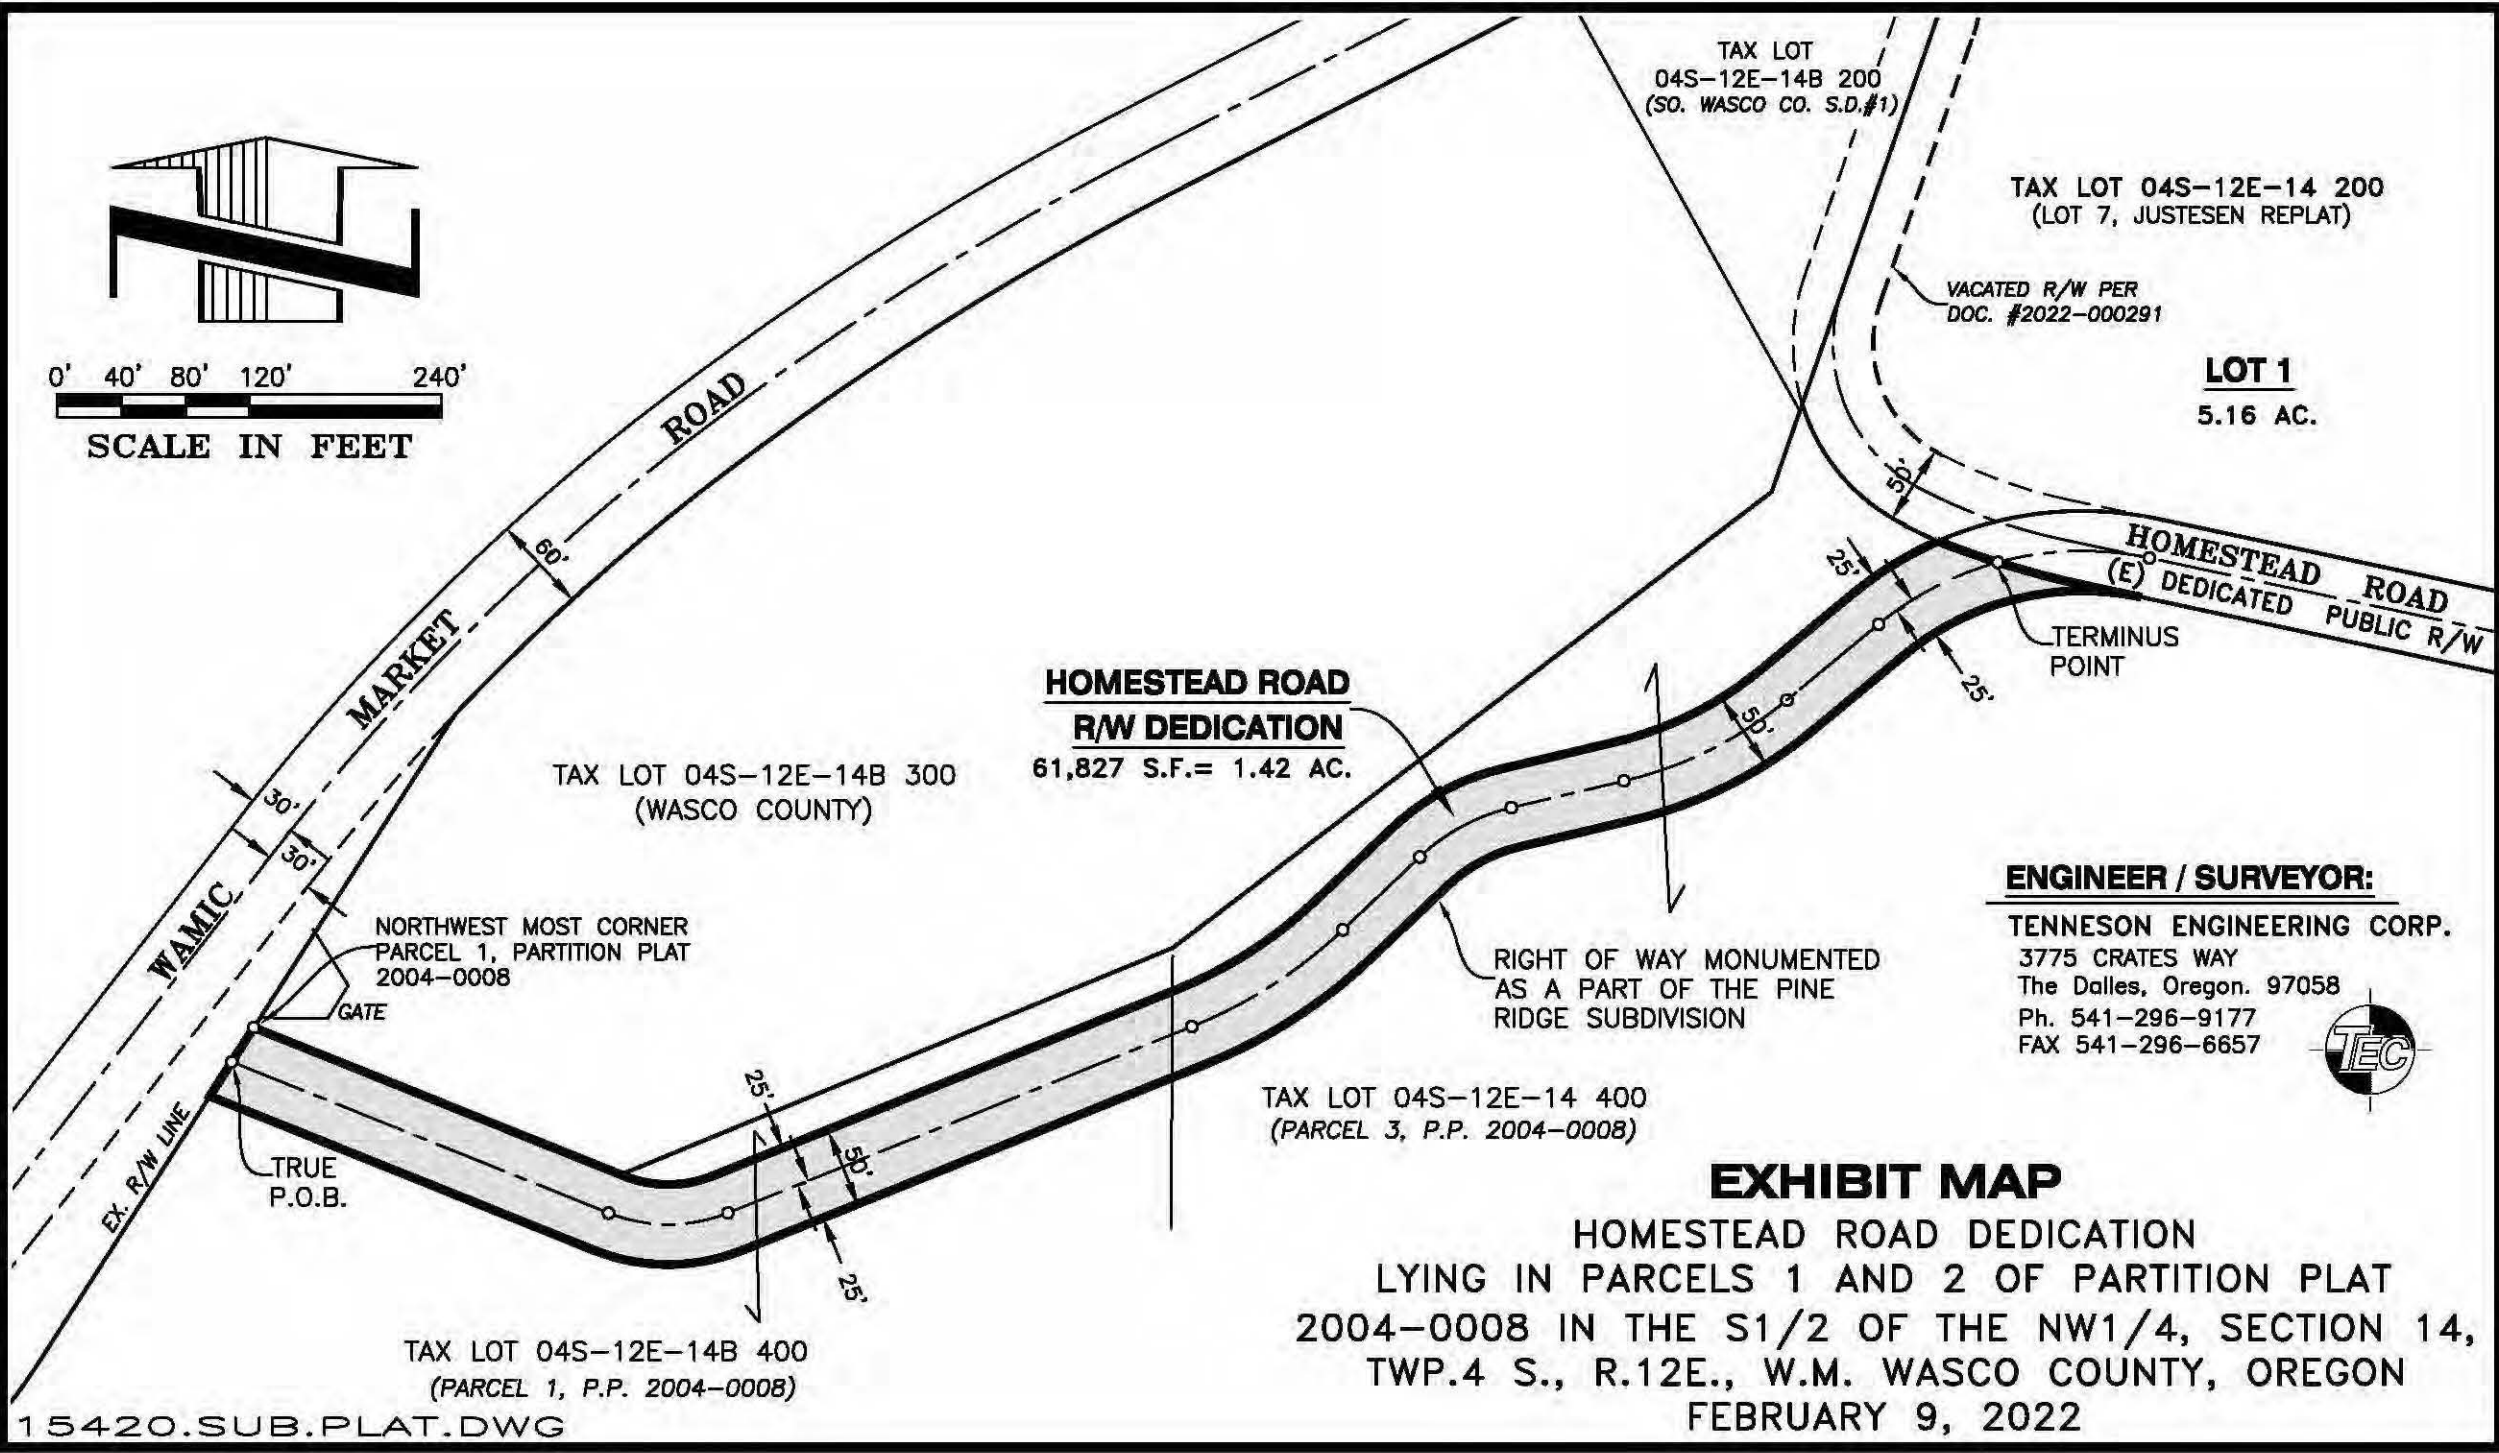 TAX LOT
04S-12E-14B 200
(SO. WASCO CO. S.D.#1)
TAX LOT 04S-12E-14 200
(LOT 7, JUSTESEN REPLAT)
VACATED R/W PER
DOC. #2022-000291
LOT 1
5.16 AC.
0' 40' 80' 120' 240'
SCALE IN FEET
WAMIC MARKET ROAD
60'
30'
30'
50'
HOMESTEAD ROAD
(E) DEDICATED PUBLIC R/W
25'
25'
50'
TERMINUS
POINT
HOMESTEAD ROAD
R/W DEDICATION
61,827 S.F.= 1.42 AC.
TAX LOT 04S-12E-14B 300
(WASCO COUNTY)
NORTHWEST MOST CORNER
PARCEL 1, PARTITION PLAT
2004-0008
GATE
RIGHT OF WAY MONUMENTED
AS A PART OF THE PINE
RIDGE SUBDIVISION
ENGINEER / SURVEYOR:
TENNESON ENGINEERING CORP.
3775 CRATES WAY
The Dalles, Oregon. 97058
Ph. 541-296-9177
FAX 541-296-6657
TEC
EX. R/W LINE
TRUE
P.O.B.
25'
50'
25'
TAX LOT 04S-12E-14 400
(PARCEL 3, P.P. 2004-0008)
TAX LOT 04S-12E-14B 400
(PARCEL 1, P.P. 2004-0008)
EXHIBIT MAP
HOMESTEAD ROAD DEDICATION
LYING IN PARCELS 1 AND 2 OF PARTITION PLAT
2004-0008 IN THE S1/2 OF THE NW1/4, SECTION 14,
TWP.4 S., R.12E., W.M. WASCO COUNTY, OREGON
FEBRUARY 9, 2022
15420.SUB.PLAT.DWG